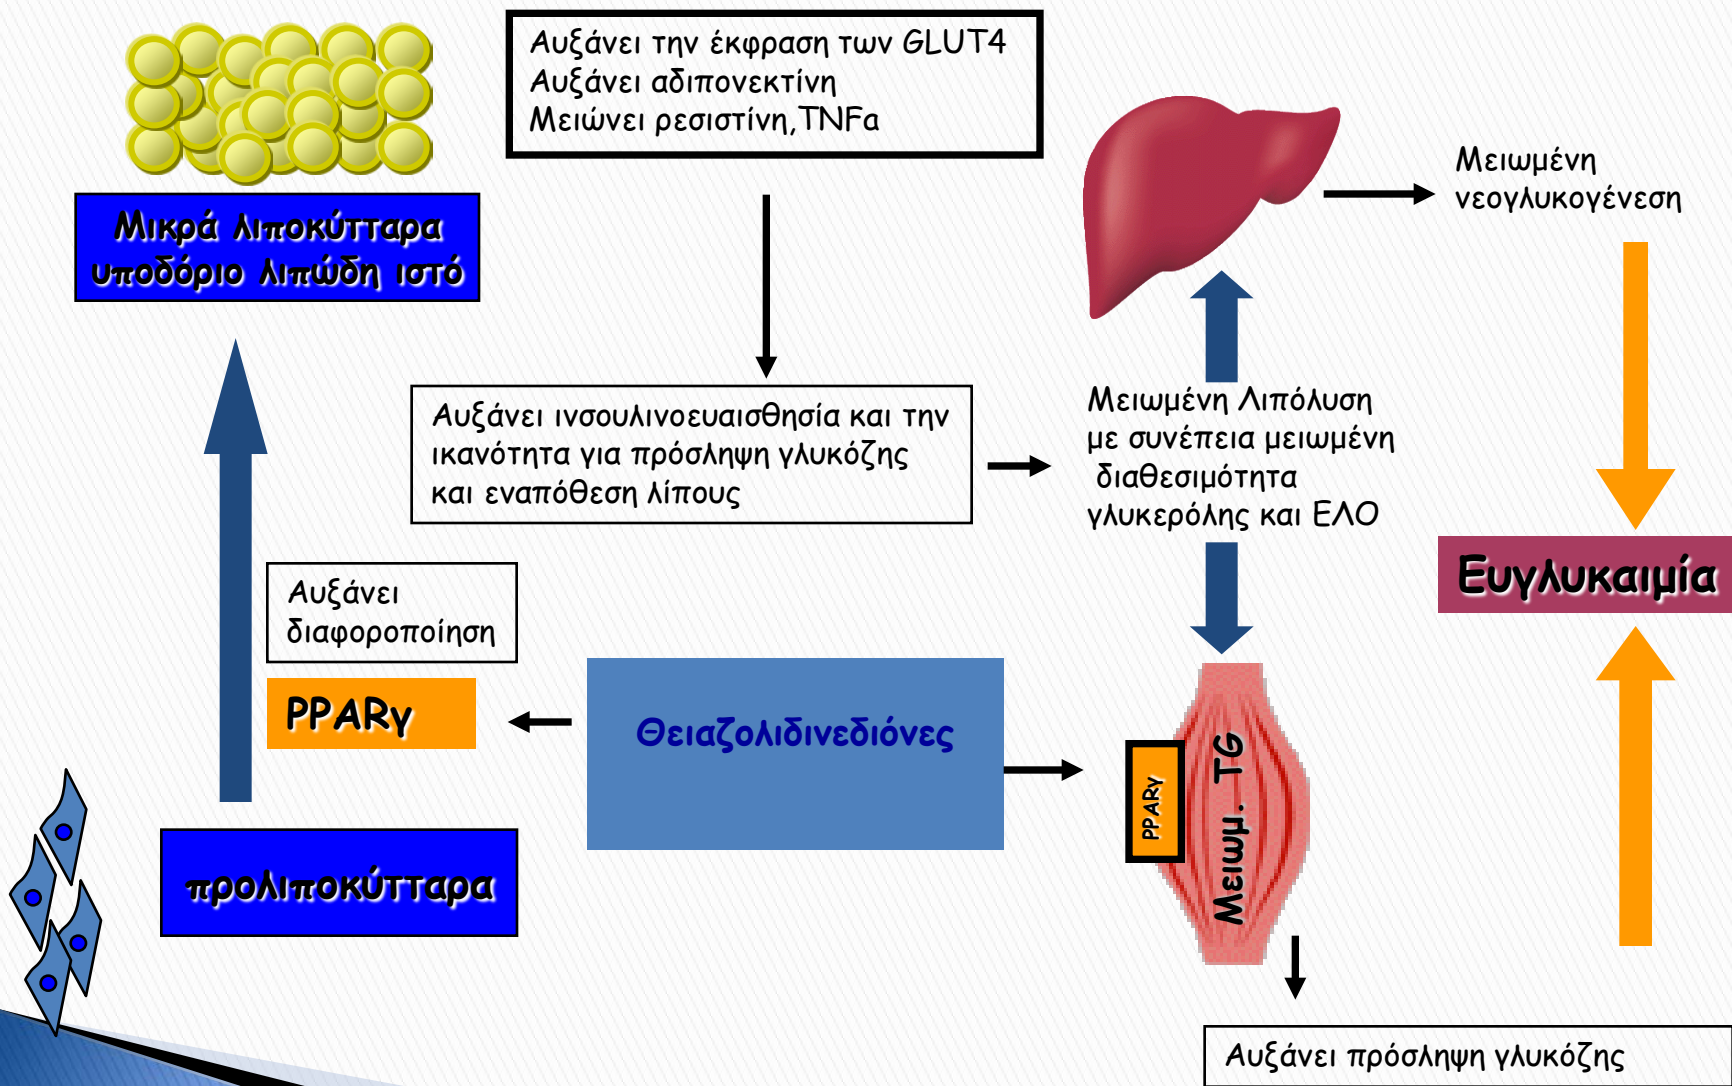 Αυξάνει την έκφραση των GLUT4
Αυξάνει αδιπονεκτίνη
Μειώνει ρεσιστίνη,TNFa
Μικρά λιποκύτταρα
υποδόριο λιπώδη ιστό
Μειωμένη
νεογλυκογένεση
Αυξάνει ινσουλινοευαισθησία και την
ικανότητα για πρόσληψη γλυκόζης
και εναπόθεση λίπους
Μειωμένη Λιπόλυση
με συνέπεια μειωμένη
διαθεσιμότητα
γλυκερόλης και ΕΛΟ
Ευγλυκαιμία
Αυξάνει
διαφοροποίηση
PPARγ
Θειαζολιδινεδιόνες
PPARγ
Μειωμ. TG
προλιποκύτταρα
Αυξάνει πρόσληψη γλυκόζης